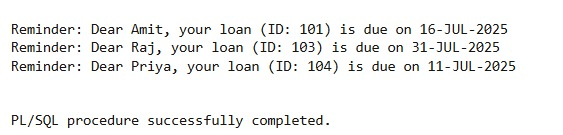 Reminder: Dear Amit, your loan (ID: 101) is due on 16-JUL-2025
Reminder: Dear Raj, your loan (ID: 103) is due on 31-JUL-2025
Reminder: Dear Priya, your loan (ID: 104) is due on 11-JUL-2025
PL/SQL procedure successfully completed.